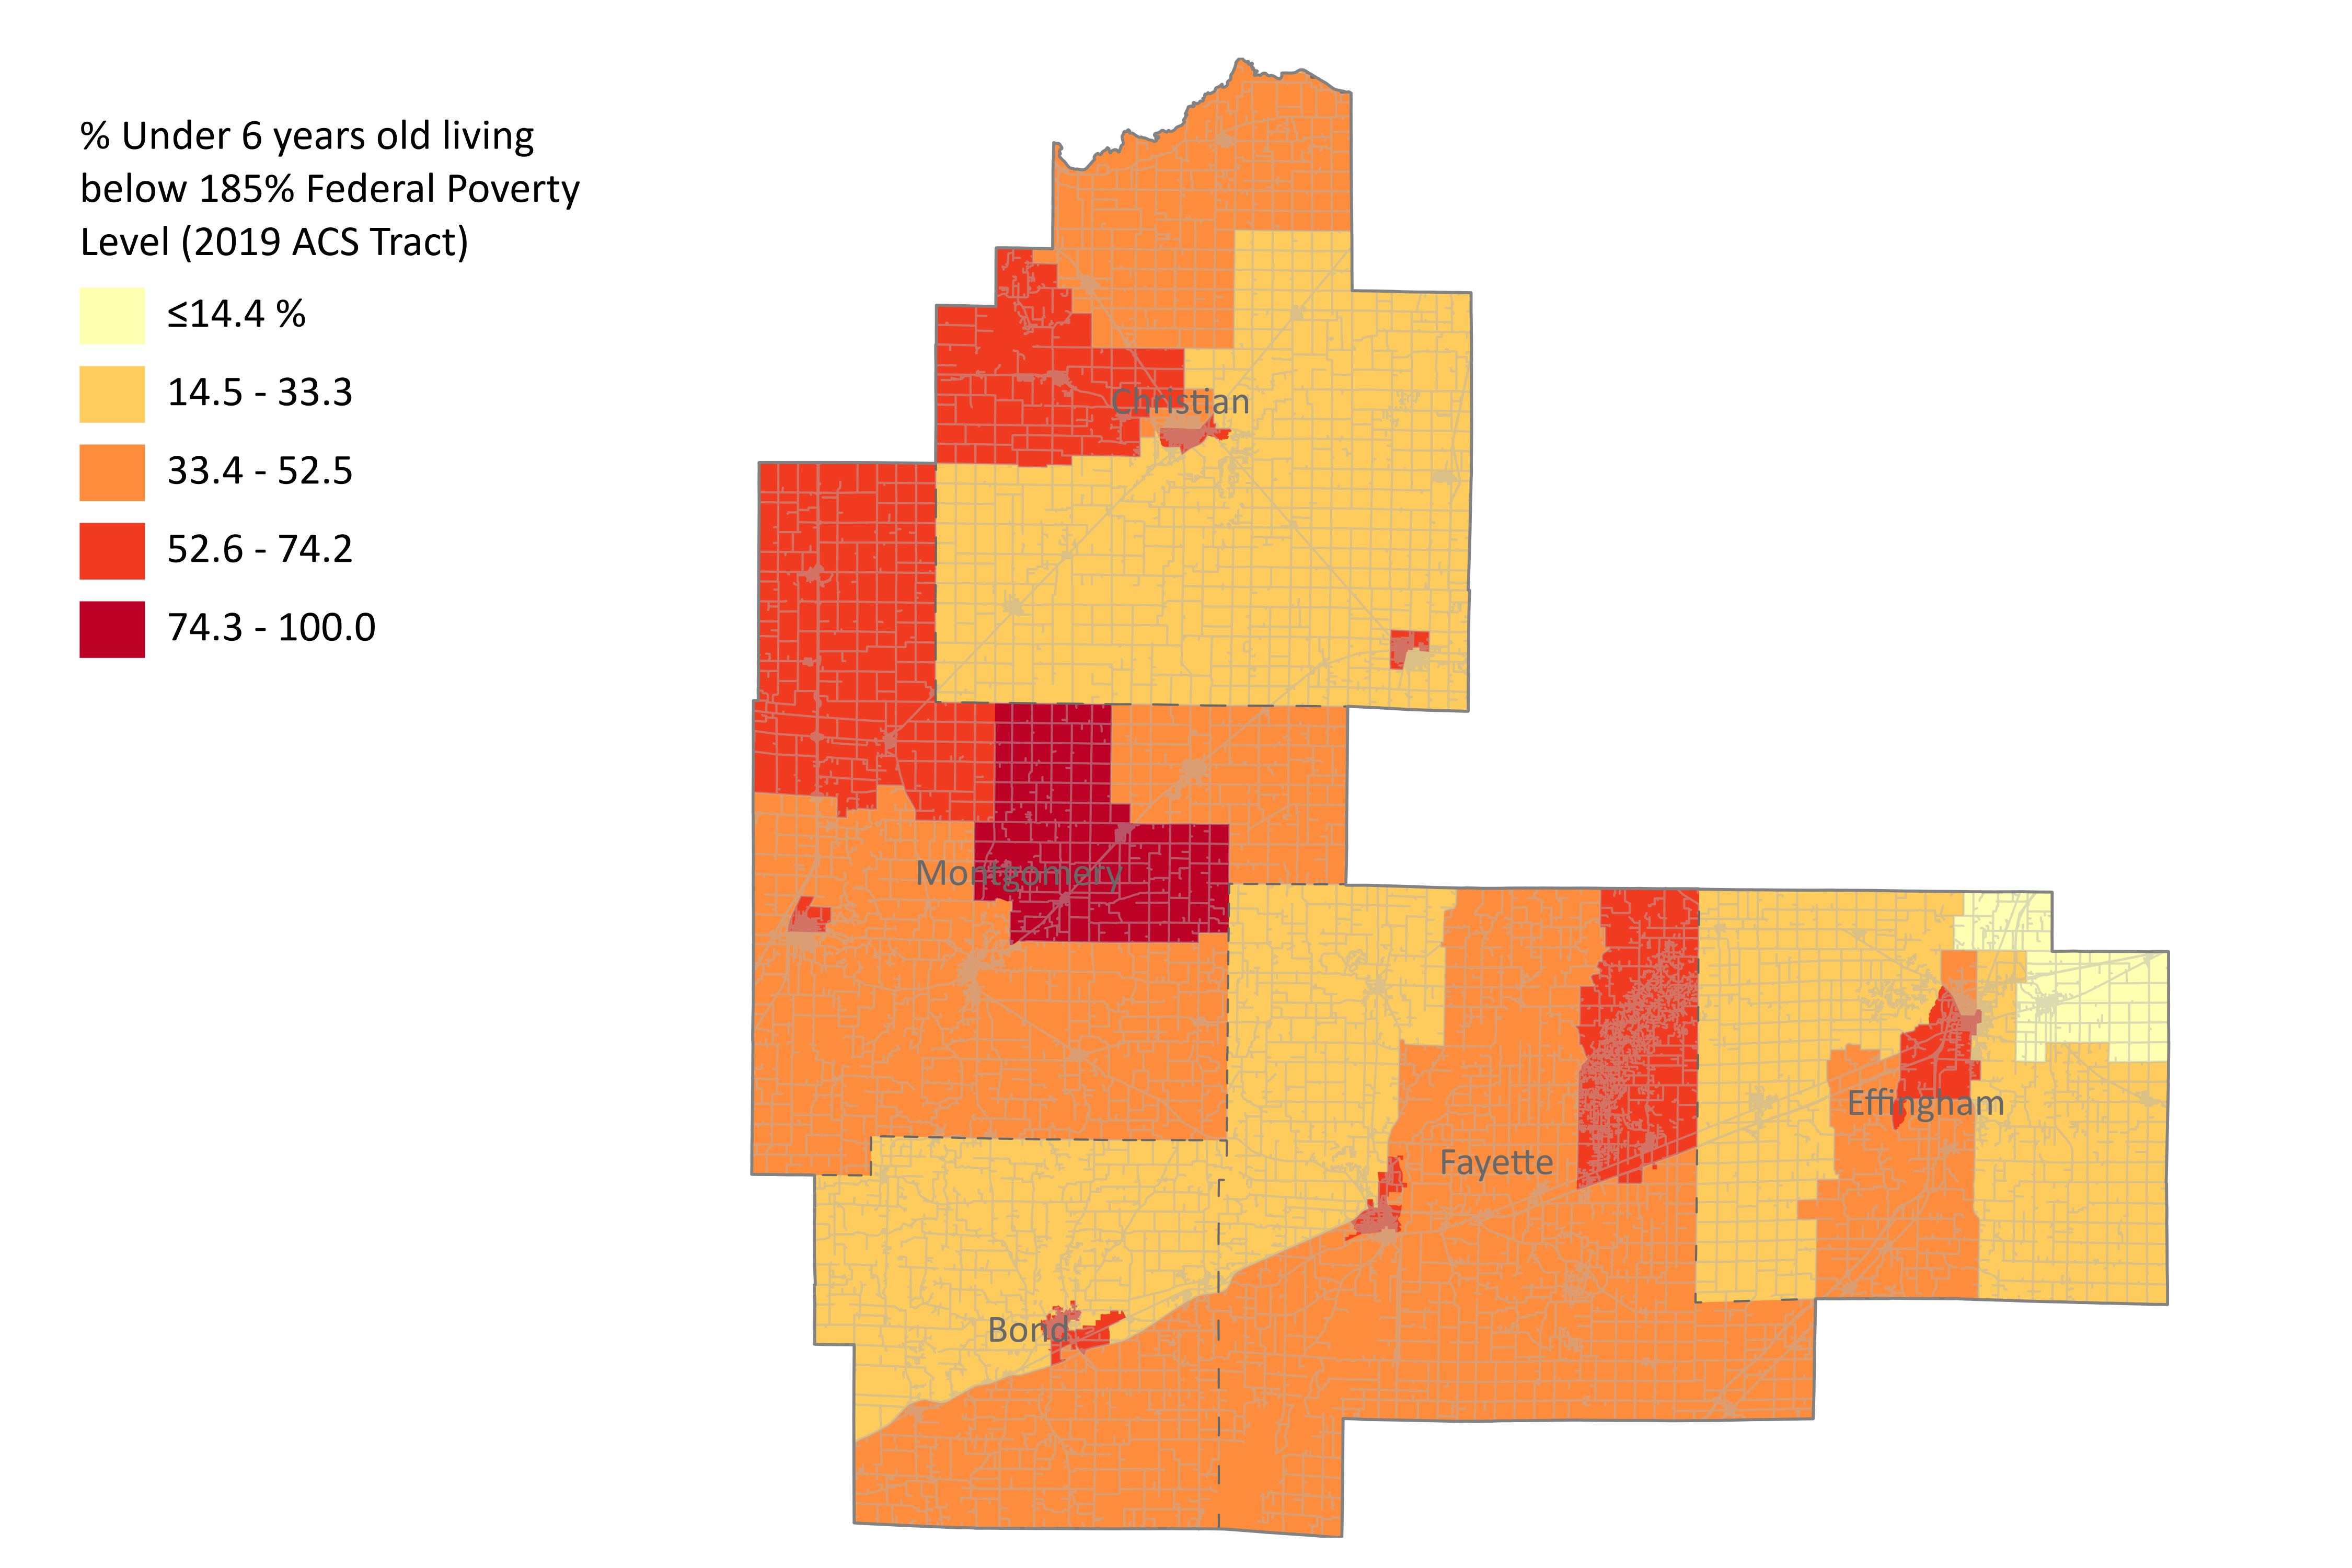 % Under 6 years old living
below 185% Federal Poverty
Level (2019 ACS Tract)
≤14.4 %
14.5 - 33.3
33.4 - 52.5
52.6 - 74.2
74.3 - 100.0
Christian
Montgomery
Effingham
Fayette
Bond